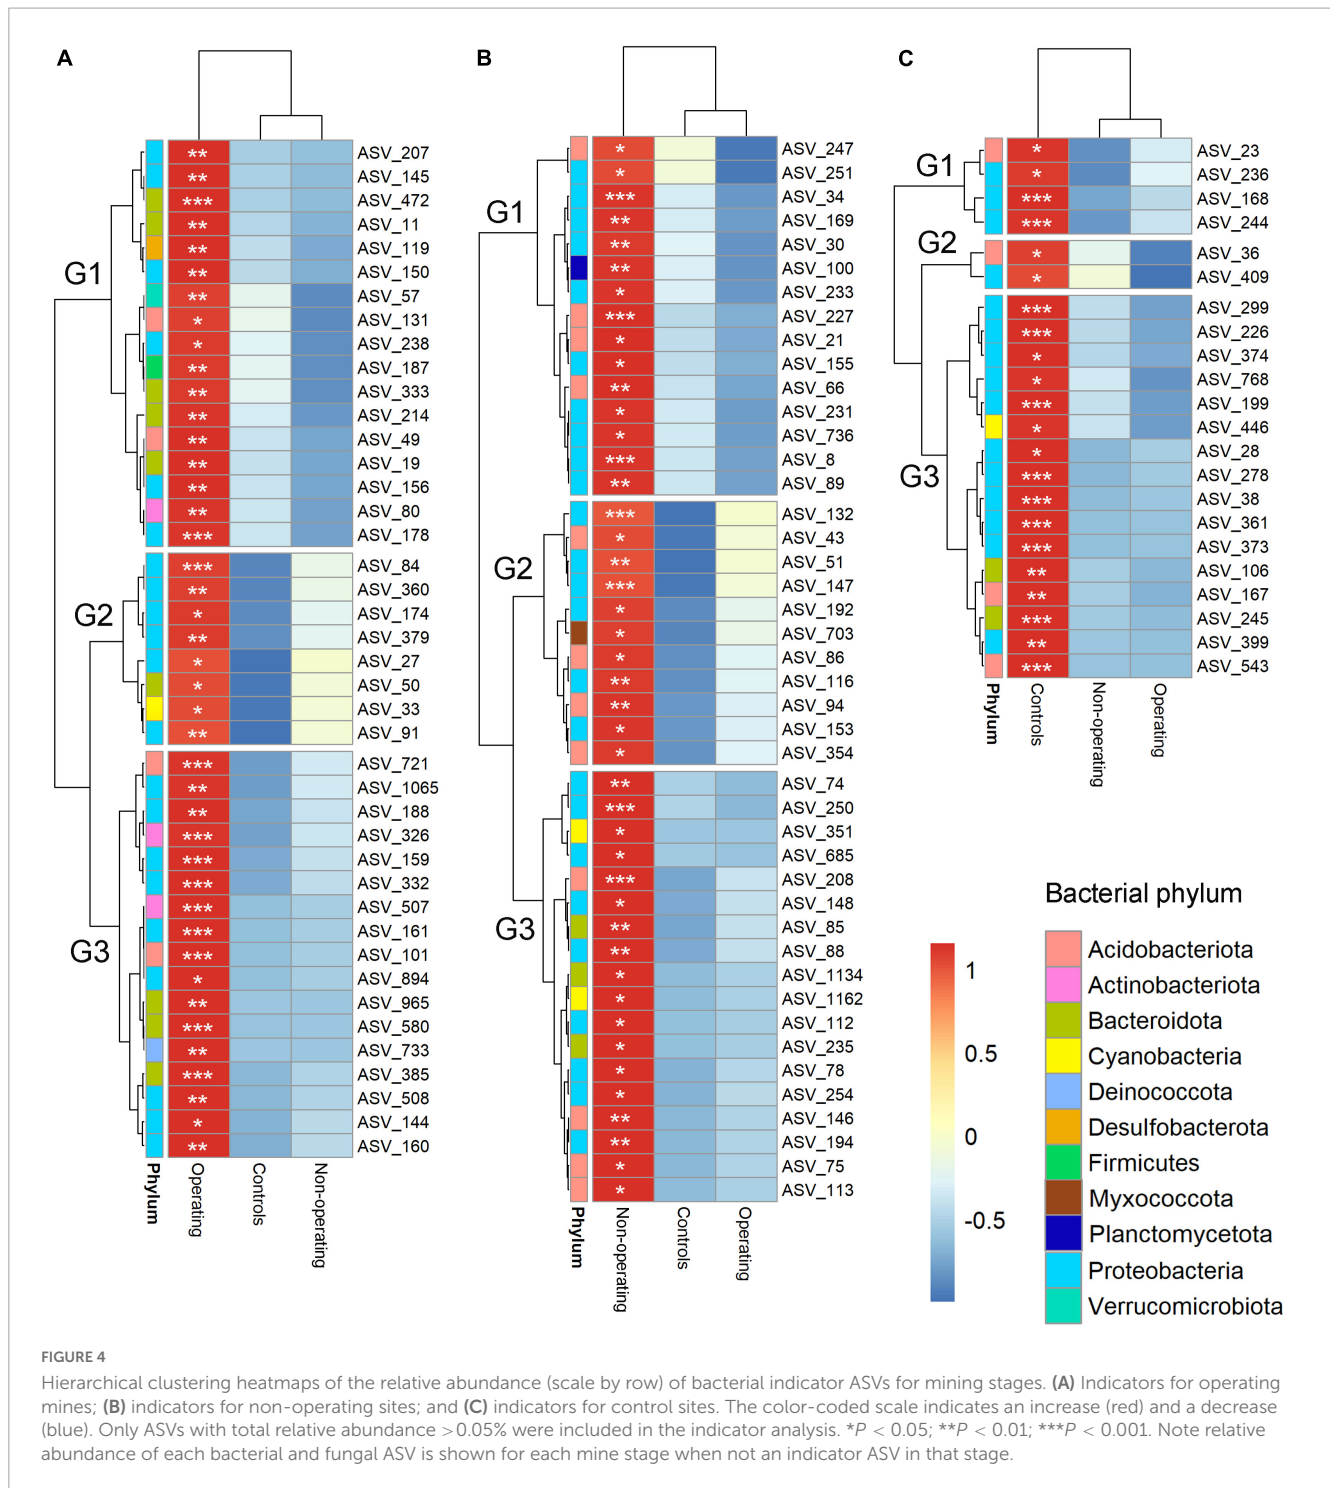 A
G1
G2
G3
**
**
***
**
**
**
**
*
*
**
**
**
**
**
**
**
***
***
**
*
**
*
*
*
**
***
**
**
***
***
***
***
***
***
*
**
***
**
***
**
*
**
ASV_207
ASV_145
ASV_472
ASV_11
ASV_119
ASV_150
ASV_57
ASV_131
ASV_238
ASV_187
ASV_333
ASV_214
ASV_49
ASV_19
ASV_156
ASV_80
ASV_178
ASV_84
ASV_360
ASV_174
ASV_379
ASV_27
ASV_50
ASV_33
ASV_91
ASV_721
ASV_1065
ASV_188
ASV_326
ASV_159
ASV_332
ASV_507
ASV_161
ASV_101
ASV_894
ASV_965
ASV_580
ASV_733
ASV_385
ASV_508
ASV_144
ASV_160
Phylum
Operating
Controls
Non-operating
B
G1
G2
G3
*
*
***
**
**
**
*
***
*
*
**
*
*
***
**
***
*
**
***
*
*
*
**
**
*
*
**
***
*
*
***
*
**
**
*
*
*
*
*
*
**
**
*
*
ASV_247
ASV_251
ASV_34
ASV_169
ASV_30
ASV_100
ASV_233
ASV_227
ASV_21
ASV_155
ASV_66
ASV_231
ASV_736
ASV_8
ASV_89
ASV_132
ASV_43
ASV_51
ASV_147
ASV_192
ASV_703
ASV_86
ASV_116
ASV_94
ASV_153
ASV_354
ASV_74
ASV_250
ASV_351
ASV_685
ASV_208
ASV_148
ASV_85
ASV_88
ASV_1134
ASV_1162
ASV_112
ASV_235
ASV_78
ASV_254
ASV_146
ASV_194
ASV_75
ASV_113
Phylum
Non-operating
Controls
Operating
C
G1
G2
G3
*
*
***
***
*
*
***
***
*
*
***
*
*
***
***
***
***
**
**
***
**
***
ASV_23
ASV_236
ASV_168
ASV_244
ASV_36
ASV_409
ASV_299
ASV_226
ASV_374
ASV_768
ASV_199
ASV_446
ASV_28
ASV_278
ASV_38
ASV_361
ASV_373
ASV_106
ASV_167
ASV_245
ASV_399
ASV_543
Phylum
Controls
Non-operating
Operating
1
0.5
0
-0.5
Bacterial phylum
Acidobacteriota
Actinobacteriota
Bacteroidota
Cyanobacteria
Deinococcota
Desulfobacterota
Firmicutes
Myxococcota
Planctomycetota
Proteobacteria
Verrucomicrobiota
FIGURE 4
Hierarchical clustering heatmaps of the relative abundance (scale by row) of bacterial indicator ASVs for mining stages. (A) Indicators for operating
mines; (B) indicators for non-operating sites; and (C) indicators for control sites. The color-coded scale indicates an increase (red) and a decrease
(blue). Only ASVs with total relative abundance >0.05% were included in the indicator analysis. *P < 0.05; **P < 0.01; ***P < 0.001. Note relative
abundance of each bacterial and fungal ASV is shown for each mine stage when not an indicator ASV in that stage.